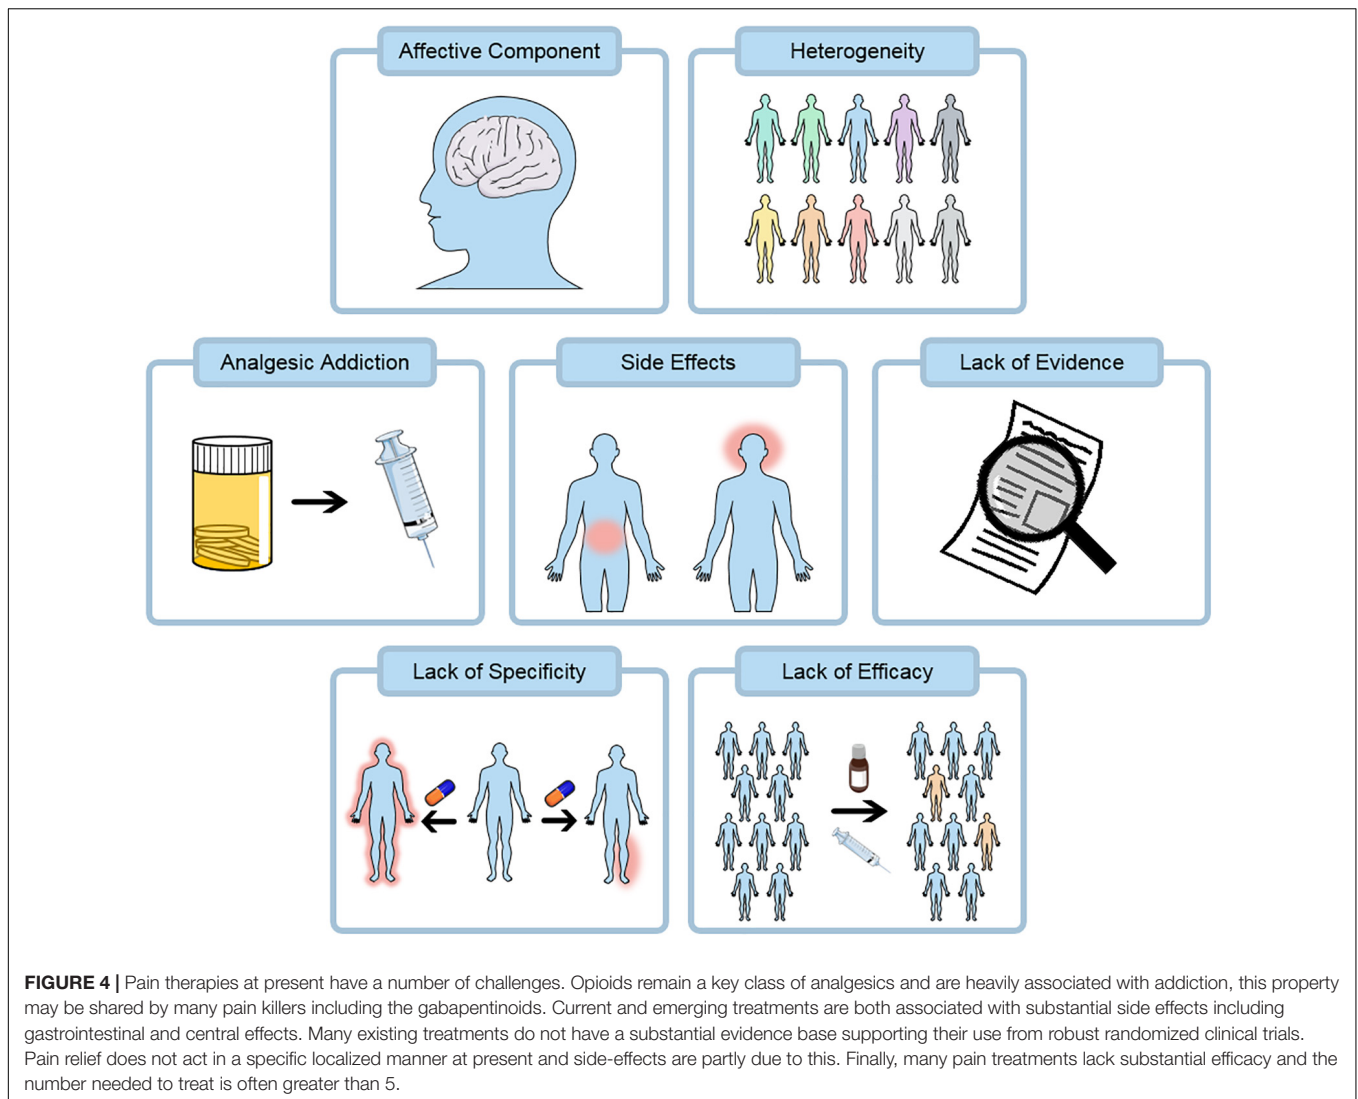 Affective Component
Heterogeneity
Analgesic Addiction
Side Effects
Lack of Evidence
Lack of Specificity
Lack of Efficacy
FIGURE 4 | Pain therapies at present have a number of challenges. Opioids remain a key class of analgesics and are heavily associated with addiction, this property
may be shared by many pain killers including the gabapentinoids. Current and emerging treatments are both associated with substantial side effects including
gastrointestinal and central effects. Many existing treatments do not have a substantial evidence base supporting their use from robust randomized clinical trials.
Pain relief does not act in a specific localized manner at present and side-effects are partly due to this. Finally, many pain treatments lack substantial efficacy and the
number needed to treat is often greater than 5.